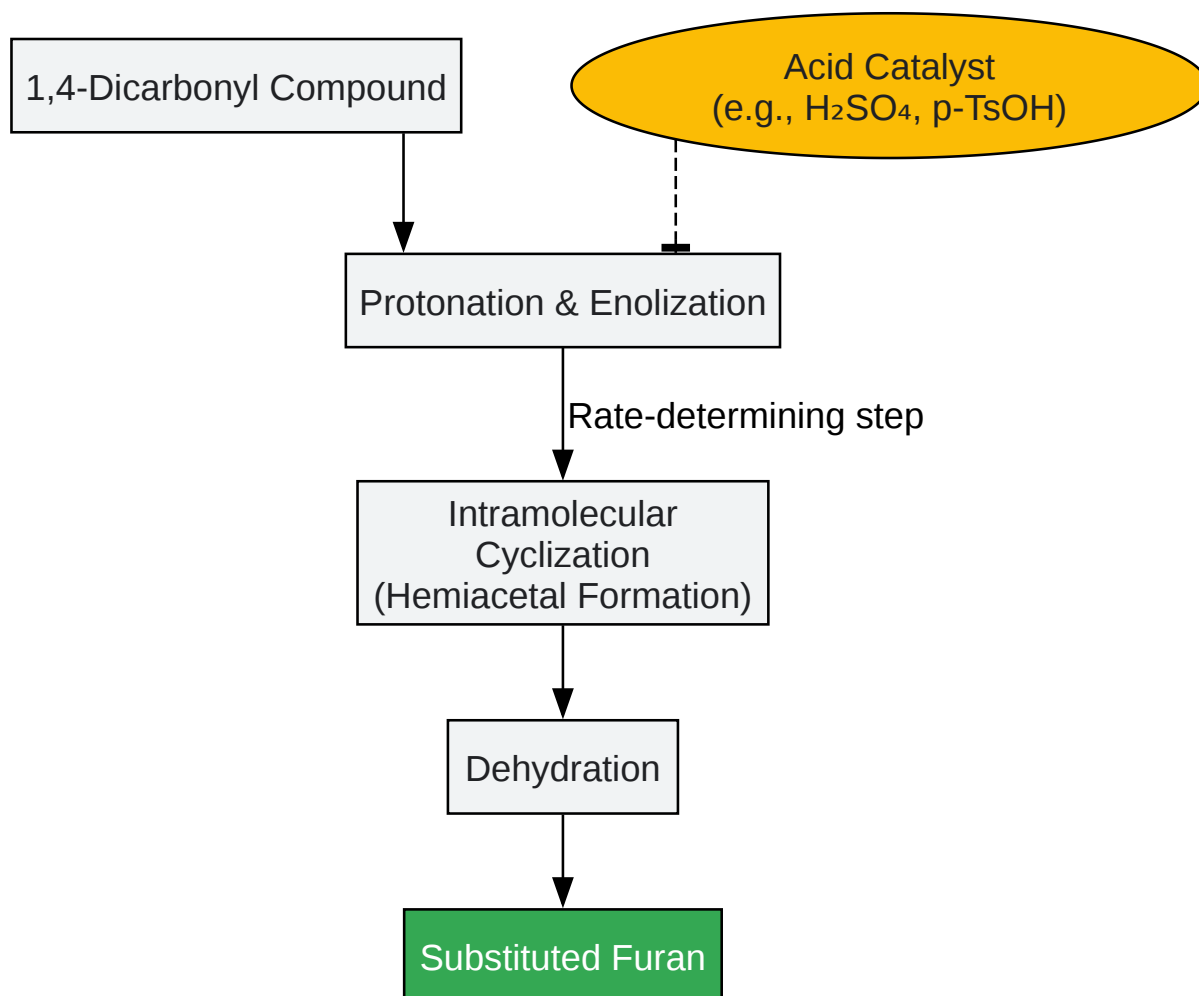 1,4-Dicarbonyl Compound
Acid Catalyst
(e.g., H₂SO₄, p-TsOH)
Protonation & Enolization
Rate-determining step
Intramolecular
Cyclization
(Hemiacetal Formation)
Dehydration
Substituted Furan